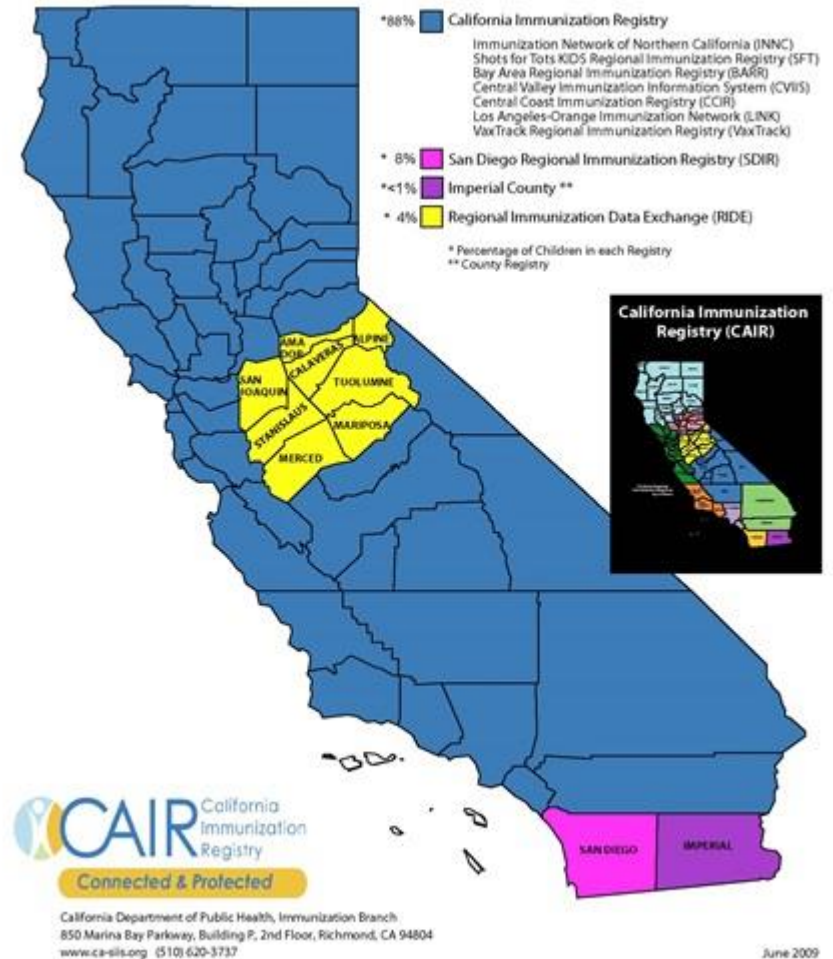 *88% California Immunization Registry
Immunization Network of Northern California (INNC)
Shots for Tots KIDS Regional Immunization Registry (SFT)
Bay Area Regional Immunization Registry (BARR)
Central Valley Immunization Information System (CVIIS)
Central Coast Immunization Registry (CCIR)
Los Angeles-Orange Immunization Network (LINK)
VaxTrack Regional Immunization Registry (VaxTrack)
* 8% San Diego Regional Immunization Registry (SDIR)
*<1% Imperial County **
* 4% Regional Immunization Data Exchange (RIDE)
* Percentage of Children in each Registry
** County Registry
California Immunization
Registry (CAIR)
AMA
DOR
ALPINE
CALAVERAS
SAN
JOAQUIN
TUOLUMNE
STANISLAUS
MARIPOSA
MERCED
SAN DIEGO
IMPERIAL
CAIR
California
Immunization
Registry
Connected & Protected
California Department of Public Health, Immunization Branch
850 Marina Bay Parkway, Building P, 2nd Floor, Richmond, CA 94804
www.ca-siis.org (510) 620-3737
June 2009